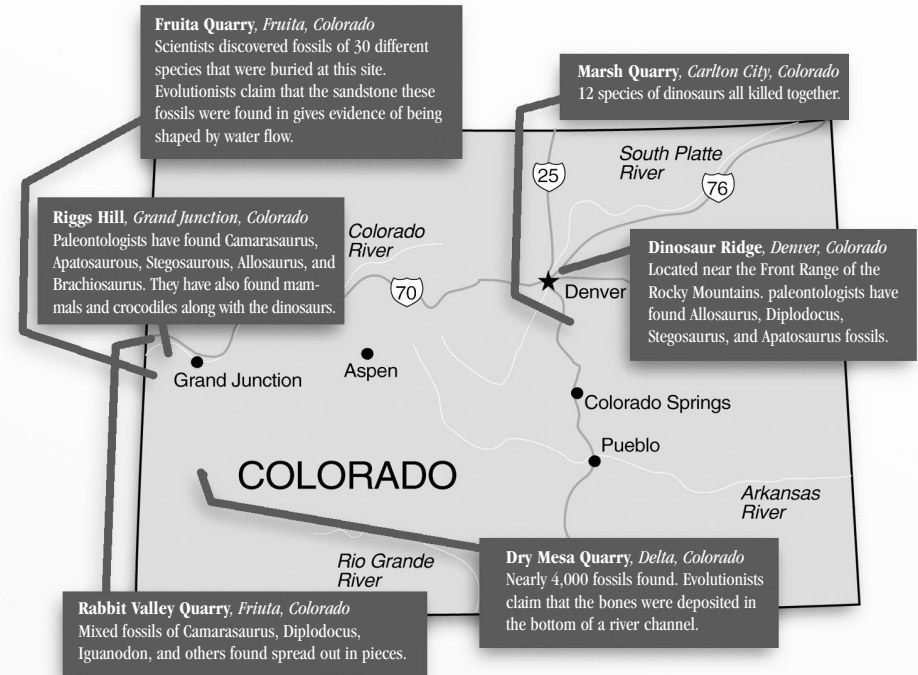 Fruita Quarry, Fruita, Colorado
Scientists discovered fossils of 30 different
species that were buried at this site.
Evolutionists claim that the sandstone these
fossils were found in gives evidence of being
shaped by water flow.
Marsh Quarry, Carlton City, Colorado
12 species of dinosaurs all killed together.
South Platte
River
25
76
Riggs Hill, Grand Junction, Colorado
Paleontologists have found Camarasaurus,
Apatosaurous, Stegosaurous, Allosaurus, and
Brachiosaurus. They have also found mam-
mals and crocodiles along with the dinosaurs.
Colorado
River
70
Dinosaur Ridge, Denver, Colorado
Located near the Front Range of the
Rocky Mountains. paleontologists have
found Allosaurus, Diplodocus,
Stegosaurus, and Apatosaurus fossils.
Denver
Grand Junction
Aspen
Colorado Springs
Pueblo
COLORADO
Arkansas
River
Rio Grande
River
Dry Mesa Quarry, Delta, Colorado
Nearly 4,000 fossils found. Evolutionists
claim that the bones were deposited in
the bottom of a river channel.
Rabbit Valley Quarry, Friuta, Colorado
Mixed fossils of Camarasaurus, Diplodocus,
Iguanodon, and others found spread out in pieces.